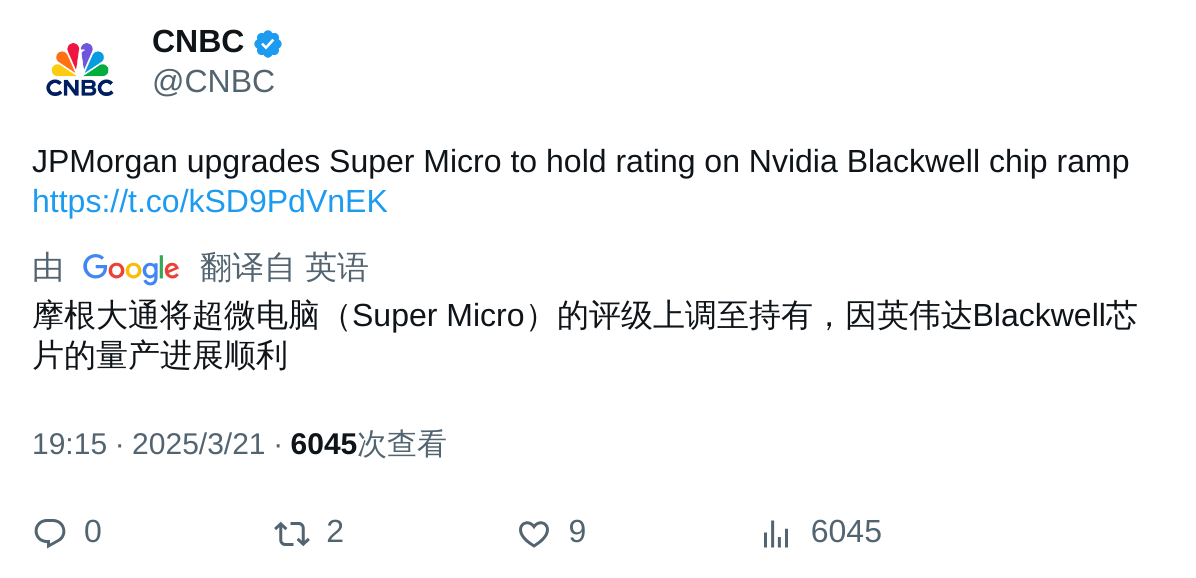 CNBC
CNBC
@CNBC
JPMorgan upgrades Super Micro to hold rating on Nvidia Blackwell chip ramp
https://t.co/kSD9PdVnEK
由 Google 翻译自 英语
摩根大通将超微电脑（Super Micro）的评级上调至持有，因英伟达Blackwell芯
片的量产进展顺利
19:15 · 2025/3/21 · 6045次查看
0 2 9 6045